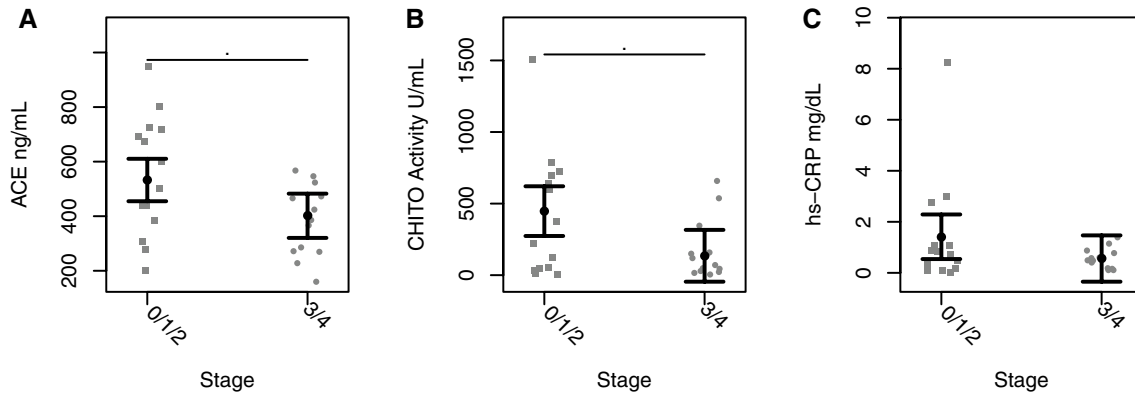 A
ACE ng/mL
200
400
600
800
0/1/2
3/4
Stage
B
CHITO Activity U/mL
0
500
1000
1500
0/1/2
3/4
Stage
C
hs−CRP mg/dL
0
2
4
6
8
10
0/1/2
3/4
Stage